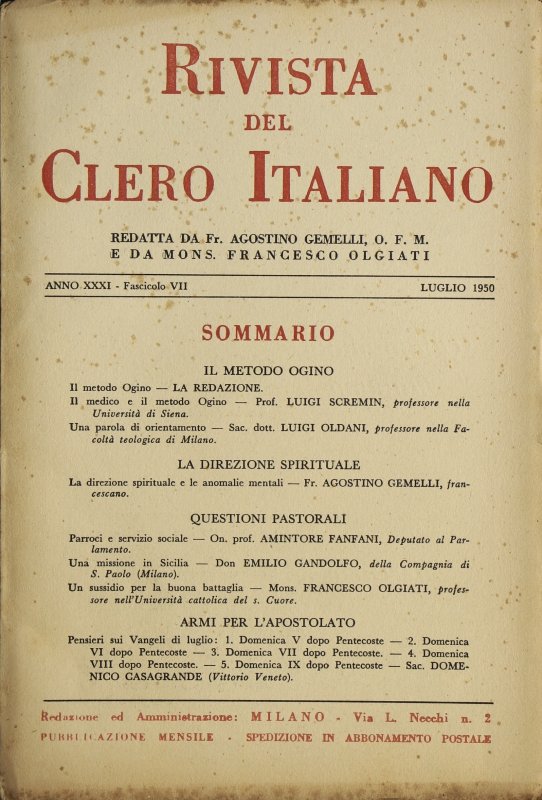 RIVISTA
DEL
CLERO ITALIANO
REDATTA DA Fr. AGOSTINO GEMELLI, O. F. M.
E DA MONS. FRANCESCO OLGIATI
ANNO XXXI - Fascicolo VII LUGLIO 1950
SOMMARIO
IL METODO OGINO
Il metodo Ogino — LA REDAZIONE.
Il medico e il metodo Ogino — Prof. LUIGI SCREMIN, professore nella
Università di Siena.
Una parola di orientamento — Sac. dott. LUIGI OLDANI, professore nella Fa-
coltà teologica di Milano.
LA DIREZIONE SPIRITUALE
La direzione spirituale e le anomalie mentali — Fr. AGOSTINO GEMELLI, fran-
cescano.
QUESTIONI PASTORALI
Parroci e servizio sociale — On. prof. AMINTORE FANFANI, Deputato al Par-
lamento.
Una missione in Sicilia — Don EMILIO GANDOLFO, della Compagnia di
S. Paolo (Milano).
Un sussidio per la buona battaglia — Mons. FRANCESCO OLGIATI, profes-
sore nell'Università cattolica del s. Cuore.
ARMI PER L'APOSTOLATO
Pensieri sui Vangeli di luglio: 1. Domenica V dopo Pentecoste — 2. Domenica
VI dopo Pentecoste — 3. Domenica VII dopo Pentecoste. — 4. Domenica
VIII dopo Pentecoste. — 5. Domenica IX dopo Pentecoste — Sac. DOME-
NICO CASAGRANDE (Vittorio Veneto).
Redazione ed Amministrazione: MILANO - Via L. Necchi n. 2
PUBBLICAZIONE MENSILE - SPEDIZIONE IN ABBONAMENTO POSTALE